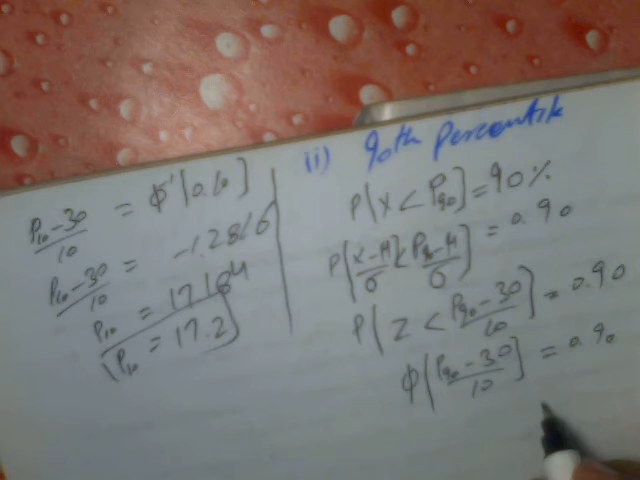 P10 - 30 / 10 = Φ⁻¹(0.10]
P10 - 30 / 10 = -1.2816
P10 = 17.184
P10 = 17.2
ii) 90th Percentile
P(X < P90] = 90%
P[X-μ/σ < P90-μ/σ] = 0.90
P(Z < P90 - 30 / 10] = 0.90
Φ(P90 - 30 / 10] = 0.90